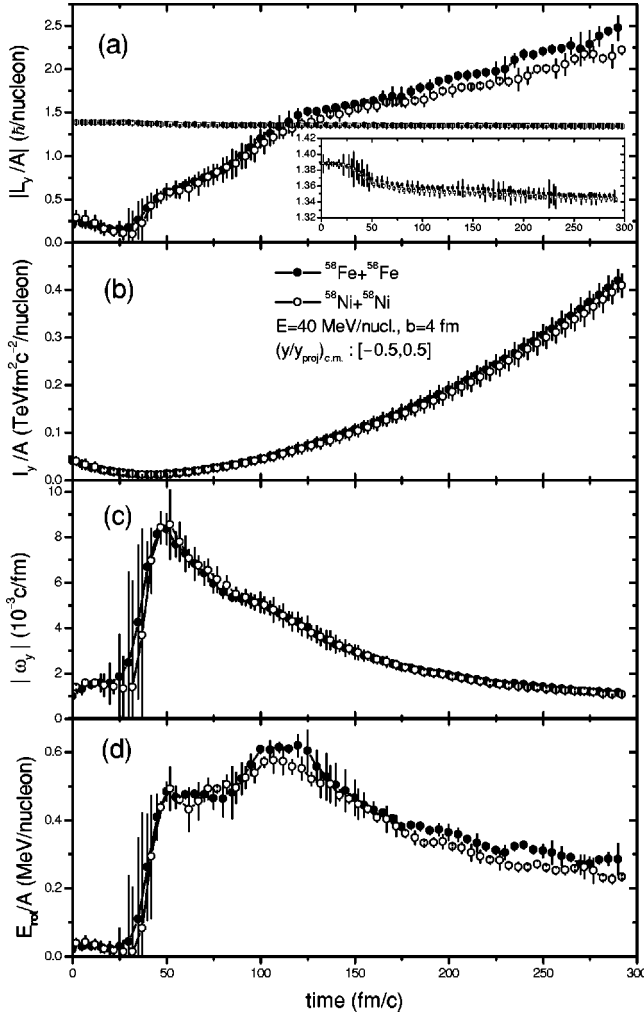 (a)
|L_y/A| (ħ/nucleon)
2.5
2.0
1.5
1.0
0.5
0.0
1.42
1.40
1.38
1.36
1.34
1.32
0 50 100 150 200 250 300
(b)
I_y/A (TeVfm²c⁻²/nucleon)
0.4
0.3
0.2
0.1
0.0
⁵⁸Fe+⁵⁸Fe
⁵⁸Ni+⁵⁸Ni
E=40 MeV/nucl., b=4 fm
(y/y_proj)_c.m. : [-0.5,0.5]
(c)
|ω_y| (10⁻³c/fm)
10
8
6
4
2
0
(d)
E_rot/A (MeV/nucleon)
0.6
0.4
0.2
0.0
0 50 100 150 200 250 300
time (fm/c)